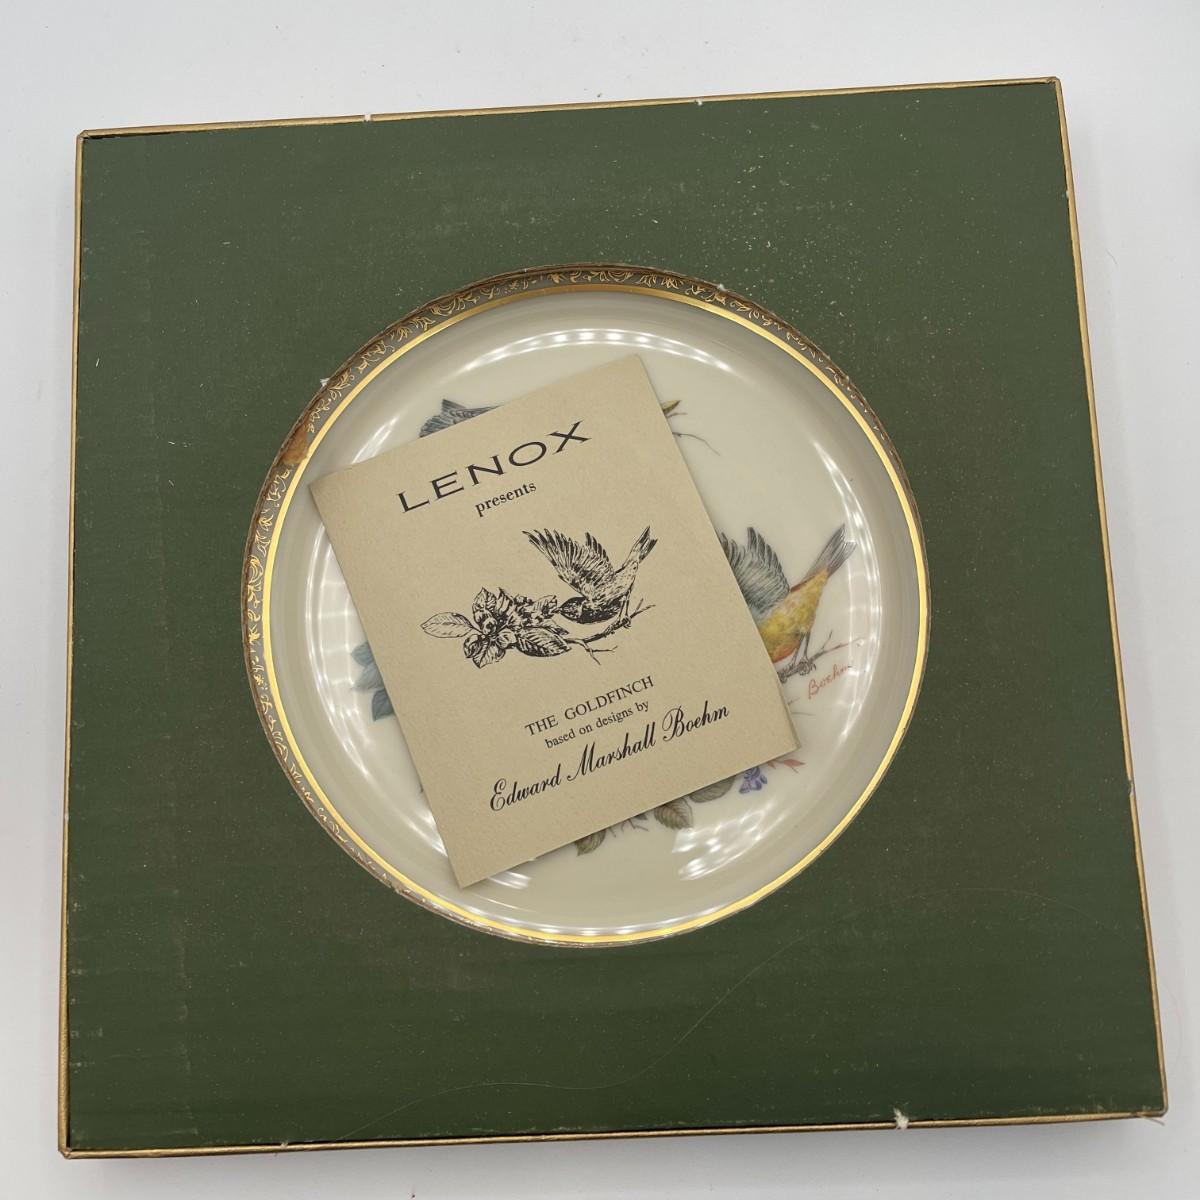 LENOX
presents
THE GOLDFINCH
based on designs by
Edward Marshall Boehm
Boehm